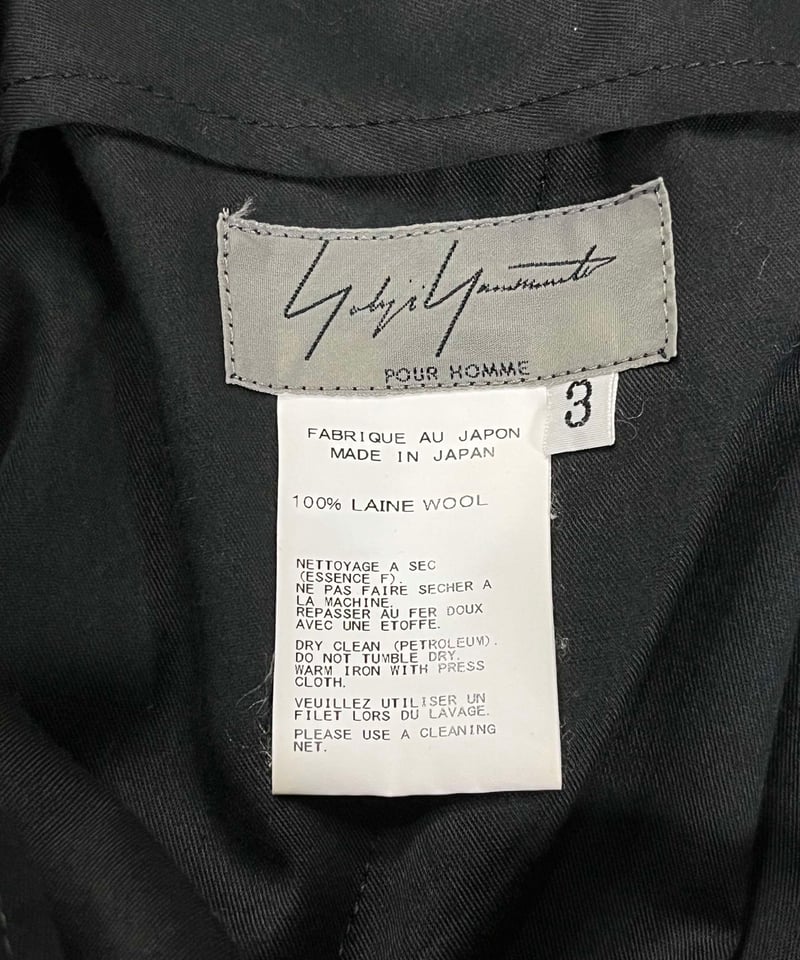 Yohji Yamamoto
POUR HOMME
3
FABRIQUE AU JAPON
MADE IN JAPAN
100% LAINE WOOL
NETTOYAGE A SEC
(ESSENCE F).
NE PAS FAIRE SECHER A
LA MACHINE.
REPASSER AU FER DOUX
AVEC UNE ETOFFE.
DRY CLEAN (PETROLEUM).
DO NOT TUMBLE DRY.
WARM IRON WITH PRESS
CLOTH.
VEUILLEZ UTILISER UN
FILET LORS DU LAVAGE.
PLEASE USE A CLEANING
NET.